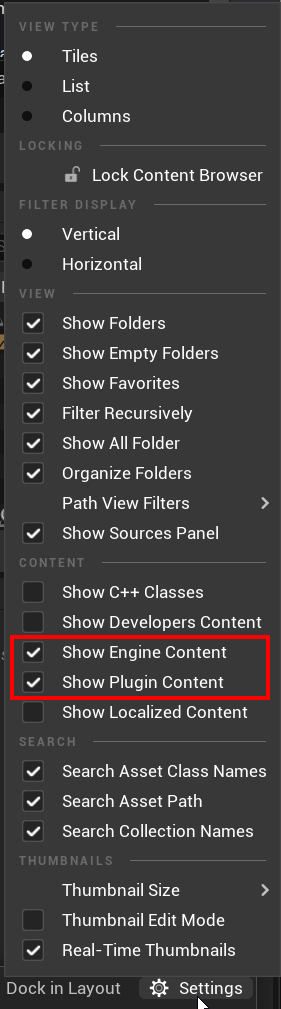 VIEW TYPE
Tiles
List
Columns
LOCKING
Lock Content Browser
FILTER DISPLAY
Vertical
Horizontal
VIEW
Show Folders
Show Empty Folders
Show Favorites
Filter Recursively
Show All Folder
Organize Folders
Path View Filters
Show Sources Panel
CONTENT
Show C++ Classes
Show Developers Content
Show Engine Content
Show Plugin Content
Show Localized Content
SEARCH
Search Asset Class Names
Search Asset Path
Search Collection Names
THUMBNAILS
Thumbnail Size
Thumbnail Edit Mode
Real-Time Thumbnails
Dock in Layout Settings